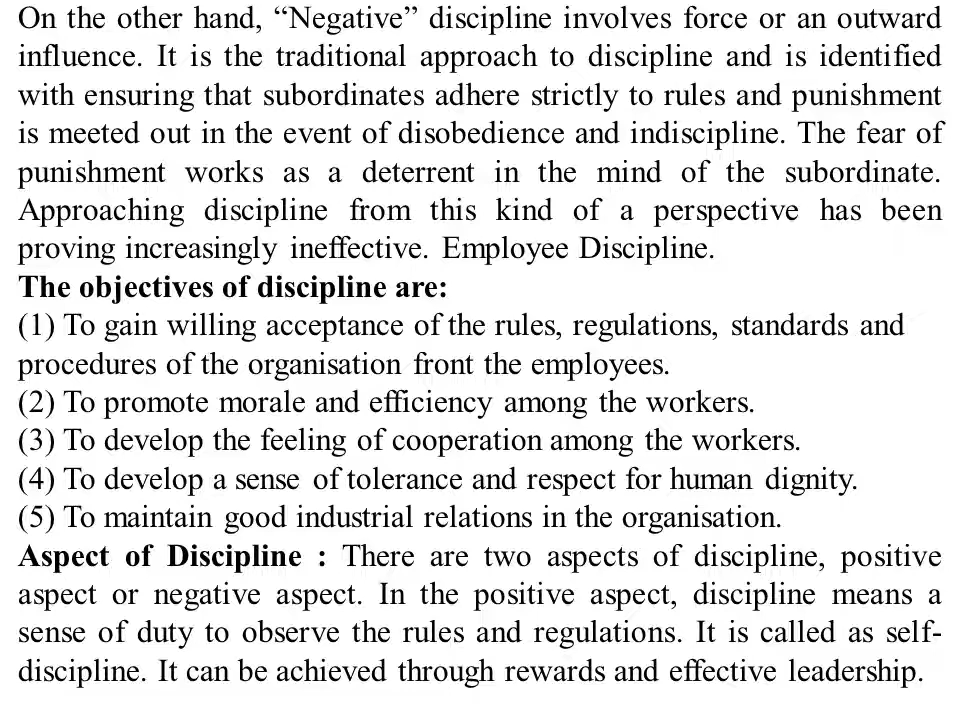 On the other hand, “Negative” discipline involves force or an outward
influence. It is the traditional approach to discipline and is identified
with ensuring that subordinates adhere strictly to rules and punishment
is meeted out in the event of disobedience and indiscipline. The fear of
punishment works as a deterrent in the mind of the subordinate.
Approaching discipline from this kind of a perspective has been
proving increasingly ineffective. Employee Discipline.
The objectives of discipline are:
(1) To gain willing acceptance of the rules, regulations, standards and
procedures of the organisation front the employees.
(2) To promote morale and efficiency among the workers.
(3) To develop the feeling of cooperation among the workers.
(4) To develop a sense of tolerance and respect for human dignity.
(5) To maintain good industrial relations in the organisation.
Aspect of Discipline : There are two aspects of discipline, positive
aspect or negative aspect. In the positive aspect, discipline means a
sense of duty to observe the rules and regulations. It is called as self-
discipline. It can be achieved through rewards and effective leadership.